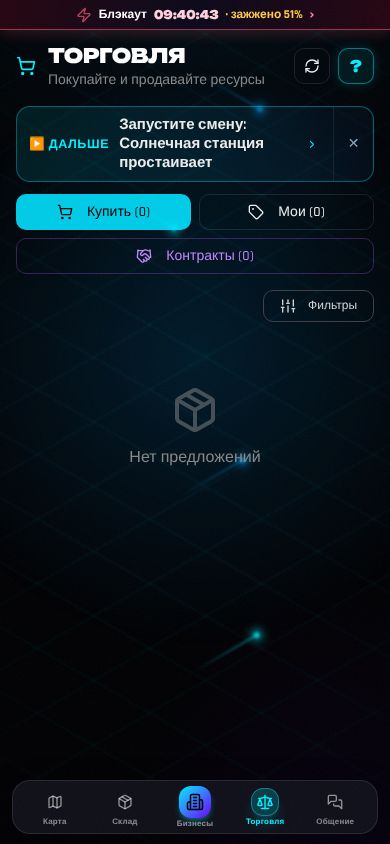 Блэкаут 09:40:43 · зажжено 51% ›
ТОРГОВЛЯ
Покупайте и продавайте ресурсы
?
ДАЛЬШЕ
Запустите смену:
Солнечная станция
простаивает
Купить (0)
Мои (0)
Контракты (0)
Фильтры
Нет предложений
Карта
Склад
Бизнесы
Торговля
Общение